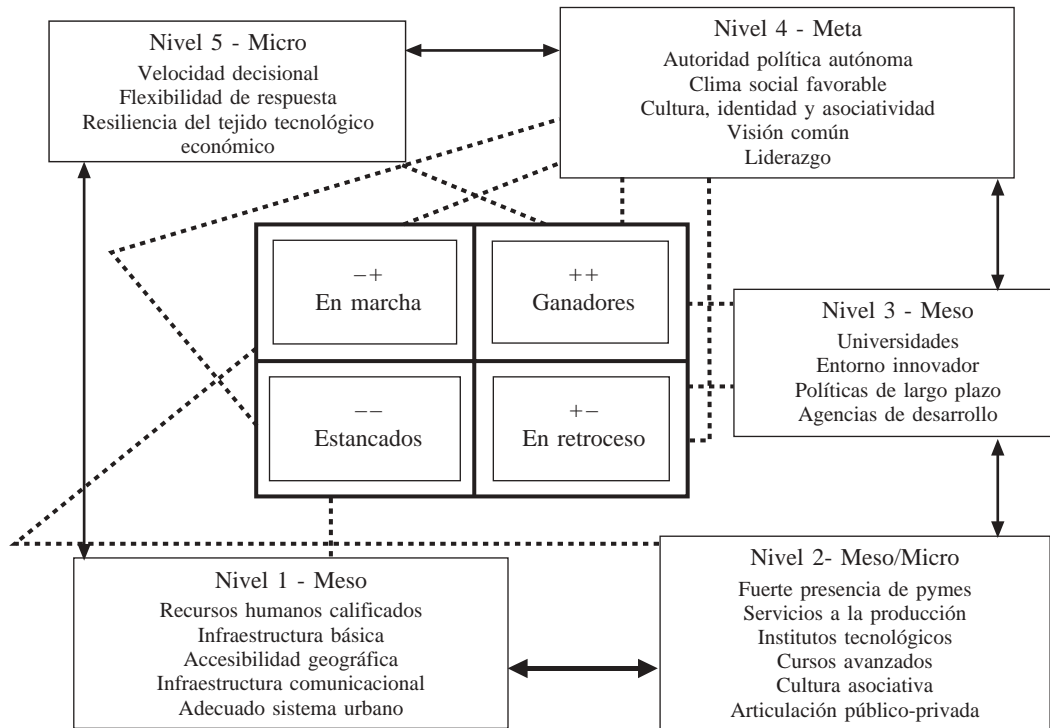 Nivel 5 - Micro
Velocidad decisional
Flexibilidad de respuesta
Resiliencia del tejido tecnológico
económico
Nivel 4 - Meta
Autoridad política autónoma
Clima social favorable
Cultura, identidad y asociatividad
Visión común
Liderazgo
−+
En marcha
++
Ganadores
−−
Estancados
+−
En retroceso
Nivel 3 - Meso
Universidades
Entorno innovador
Políticas de largo plazo
Agencias de desarrollo
Nivel 1 - Meso
Recursos humanos calificados
Infraestructura básica
Accesibilidad geográfica
Infraestructura comunicacional
Adecuado sistema urbano
Nivel 2- Meso/Micro
Fuerte presencia de pymes
Servicios a la producción
Institutos tecnológicos
Cursos avanzados
Cultura asociativa
Articulación público-privada